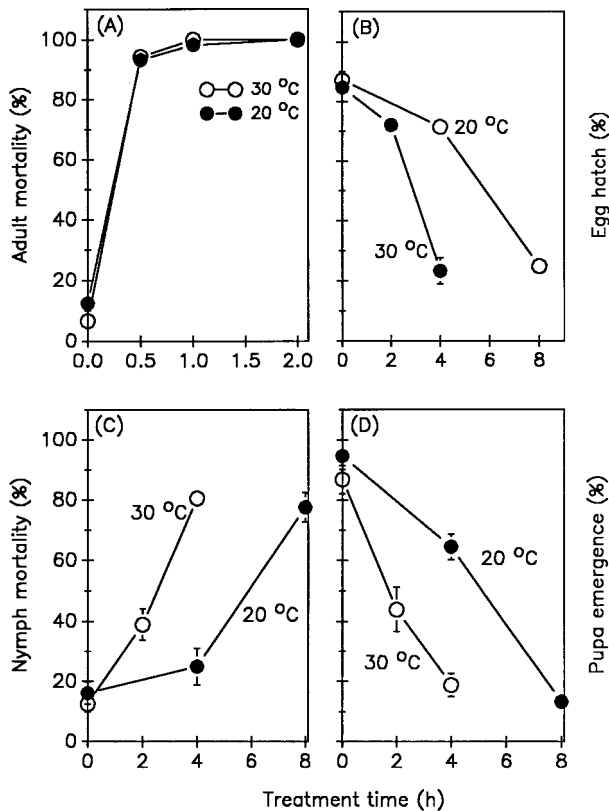 (A)
(B)
Adult mortality (%)
100
80
60
40
20
0
30 °C
20 °C
0.0 0.5 1.0 1.5 2.0
20 °C
30 °C
0 2 4 6 8
Egg hatch (%)
(C)
(D)
Nymph mortality (%)
100
80
60
40
20
0
30 °C
20 °C
0 2 4 6 8
20 °C
30 °C
0 2 4 6 8
Pupa emergence (%)
Treatment time (h)